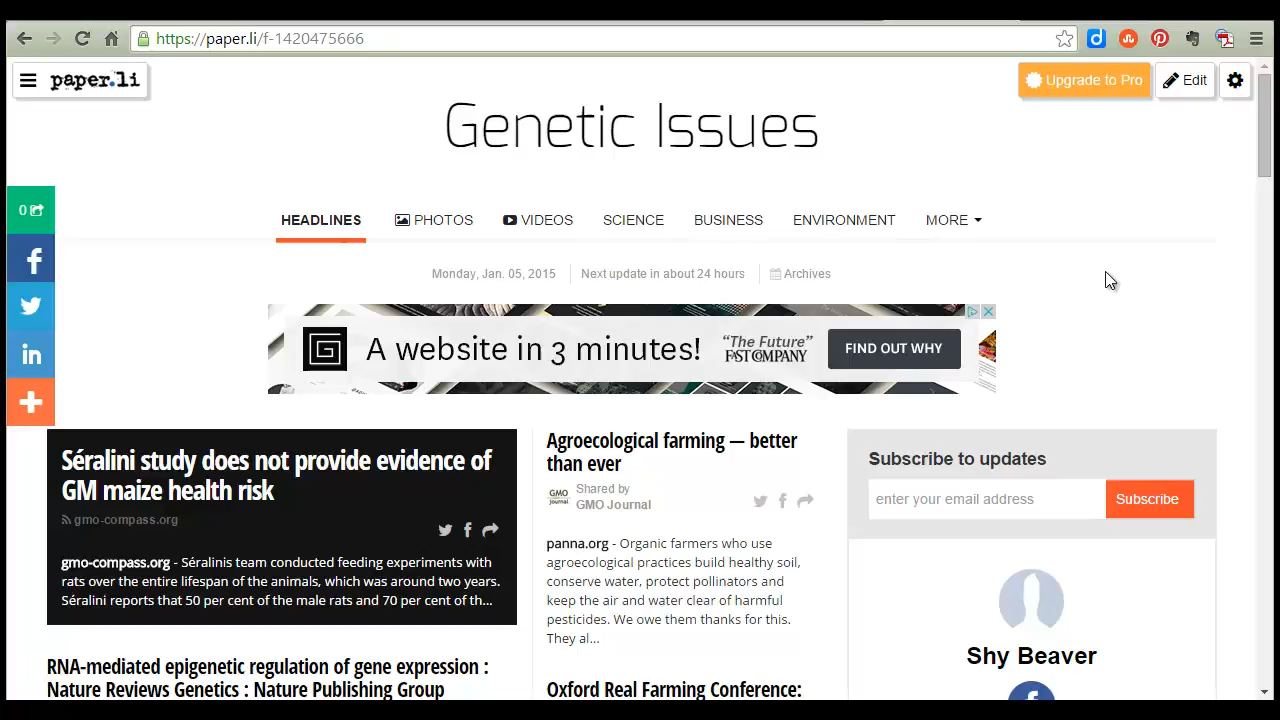 https://paper.li/f-1420475666
paper.li
Upgrade to Pro
Edit
Genetic Issues
0
HEADLINES PHOTOS VIDEOS SCIENCE BUSINESS ENVIRONMENT MORE
Monday, Jan. 05, 2015 Next update in about 24 hours Archives
A website in 3 minutes!
"The Future"
FAST COMPANY
FIND OUT WHY
Séralini study does not provide evidence of
GM maize health risk
gmo-compass.org
gmo-compass.org - Séralinis team conducted feeding experiments with
rats over the entire lifespan of the animals, which was around two years.
Séralini reports that 50 per cent of the male rats and 70 per cent of th...
RNA-mediated epigenetic regulation of gene expression :
Nature Reviews Genetics : Nature Publishing Group
Agroecological farming — better
than ever
GMO
Shared by
GMO Journal
panna.org - Organic farmers who use
agroecological practices build healthy soil,
conserve water, protect pollinators and
keep the air and water clear of harmful
pesticides. We owe them thanks for this.
They al...
Oxford Real Farming Conference:
Subscribe to updates
enter your email address
Subscribe
Shy Beaver